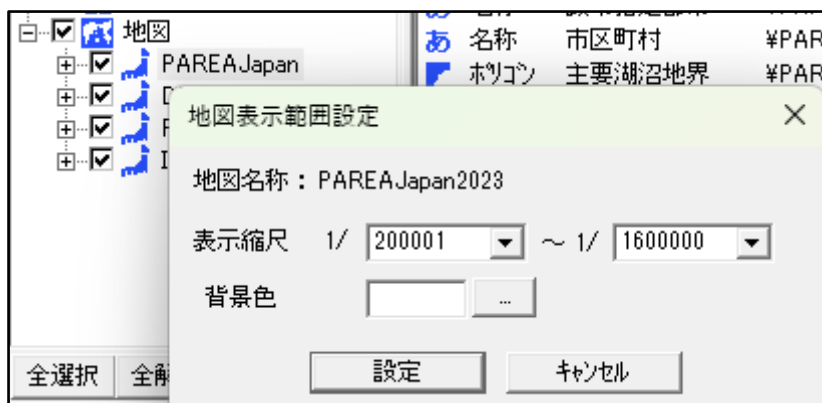 地図
あ 名称 市区町村 ¥PAR
PAREAJapan
ポリゴン 主要湖沼地界 ¥PAR
地図表示範囲設定
地図名称：PAREAJapan2023
表示縮尺 1/ 200001 ～ 1/ 1600000
背景色 ...
設定 キャンセル
全選択 全解